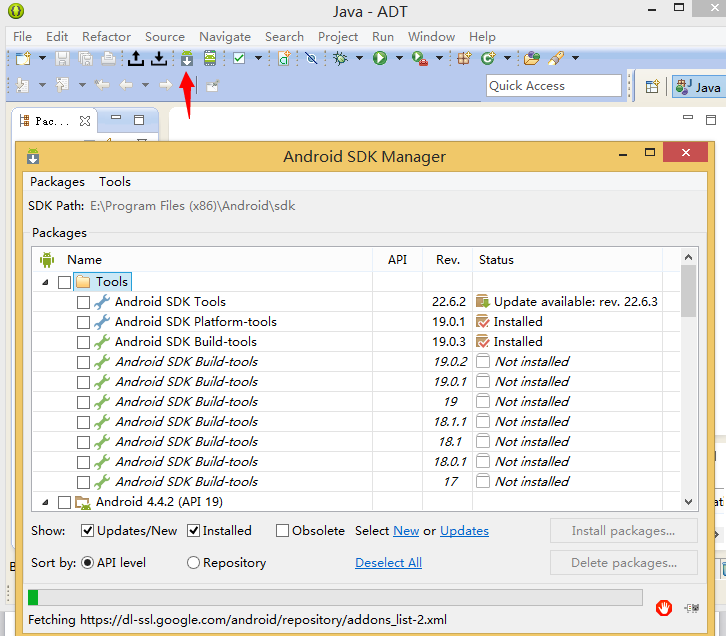 Java - ADT
File Edit Refactor Source Navigate Search Project Run Window Help
Quick Access
Java
Pac...
Android SDK Manager
Packages Tools
SDK Path: E:\Program Files (x86)\Android\sdk
Packages
Name API Rev. Status
Tools
Android SDK Tools 22.6.2 Update available: rev. 22.6.3
Android SDK Platform-tools 19.0.1 Installed
Android SDK Build-tools 19.0.3 Installed
Android SDK Build-tools 19.0.2 Not installed
Android SDK Build-tools 19.0.1 Not installed
Android SDK Build-tools 19 Not installed
Android SDK Build-tools 18.1.1 Not installed
Android SDK Build-tools 18.1 Not installed
Android SDK Build-tools 18.0.1 Not installed
Android SDK Build-tools 17 Not installed
Android 4.4.2 (API 19)
Show: Updates/New Installed Obsolete Select New or Updates Install packages...
Sort by: API level Repository Deselect All Delete packages...
Fetching https://dl-ssl.google.com/android/repository/addons_list-2.xml